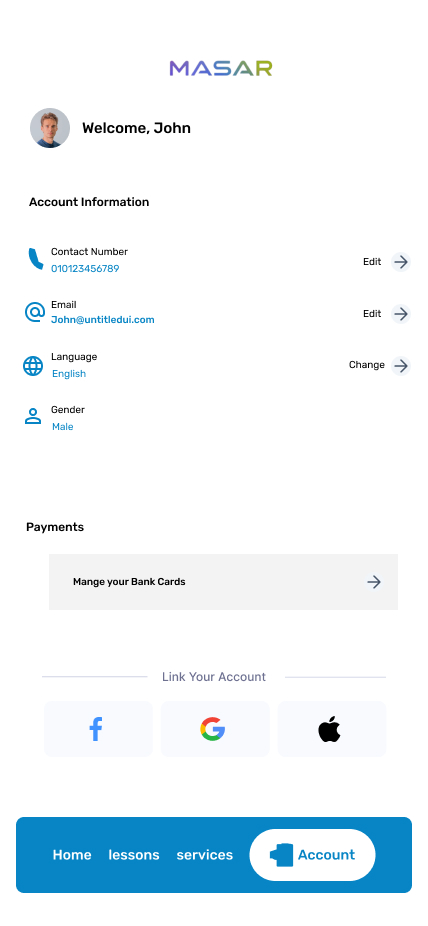 MASAR
Welcome, John
Account Information
Contact Number
010123456789
Edit
Email
John@untitledui.com
Edit
Language
English
Change
Gender
Male
Payments
Mange your Bank Cards
Link Your Account
Home lessons services Account